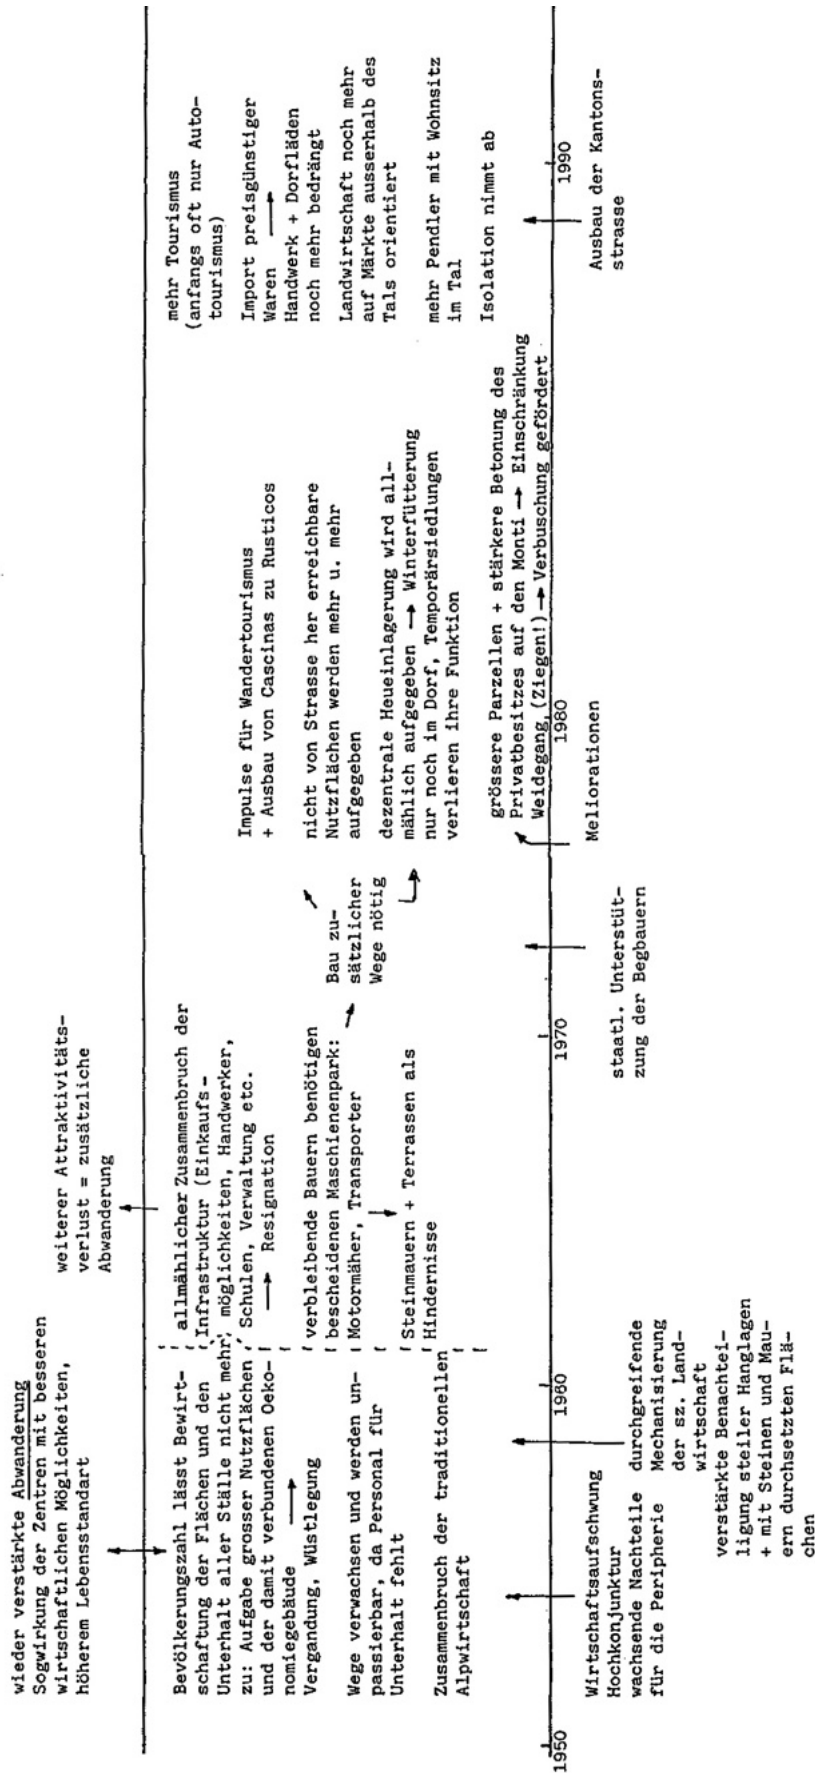 wieder verstärkte Abwanderung
Sogwirkung der Zentren mit besseren
wirtschaftlichen Möglichkeiten,
höherem Lebensstandart
weiterer Attraktivitäts-
verlust = zusätzliche
Abwanderung
Bevölkerungszahl lässt Bewirt-
schaftung der Flächen und den
Unterhalt aller Ställe nicht mehr
zu: Aufgabe grosser Nutzflächen
und der damit verbundenen Oeko-
nomiegebäude →
Vergandung, Wüstlegung
Wege verwachsen und werden un-
passierbar, da Personal für
Unterhalt fehlt
Zusammenbruch der traditionellen
Alpwirtschaft
allmählicher Zusammenbruch der
Infrastruktur (Einkaufs-
möglichkeiten, Handwerker,
Schulen, Verwaltung etc.
→ Resignation
verbleibende Bauern benötigen
bescheidenen Maschienenpark:
Motormäher, Transporter
Steinmauern + Terrassen als
Hindernisse
Bau zu-
sätzlicher
Wege nötig
Impulse für Wandertourismus
+ Ausbau von Cascinas zu Rusticos
nicht von Strasse her erreichbare
Nutzflächen werden mehr u. mehr
aufgegeben
dezentrale Heueinlagerung wird all-
mählich aufgegeben → Winterfütterung
nur noch im Dorf, Temporärsiedlungen
verlieren ihre Funktion
grössere Parzellen + stärkere Betonung des
Privatbesitzes auf den Monti → Einschränkung
Weidegang (Ziegen!) → Verbuschung gefördert
mehr Tourismus
(anfangs oft nur Auto-
tourismus)
Import preisgünstiger
Waren →
Handwerk + Dorfläden
noch mehr bedrängt
Landwirtschaft noch mehr
auf Märkte ausserhalb des
Tals orientiert
mehr Pendler mit Wohnsitz
im Tal
Isolation nimmt ab
1950
1960
1970
1980
1990
Wirtschaftsaufschwung
Hochkonjunktur
wachsende Nachteile
für die Peripherie
durchgreifende
Mechanisierung
der sz. Land-
wirtschaft
verstärkte Benachtei-
ligung steiler Hanglagen
+ mit Steinen und Mau-
ern durchsetzten Flä-
chen
staatl. Unterstüt-
zung der Begbauern
Meliorationen
Ausbau der Kantons-
strasse